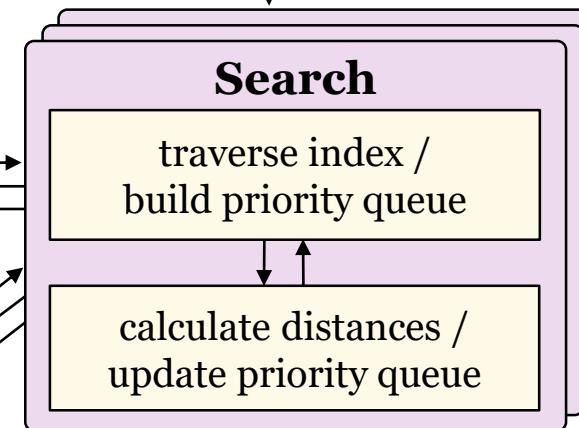 Search
traverse index /
build priority queue
calculate distances /
update priority queue